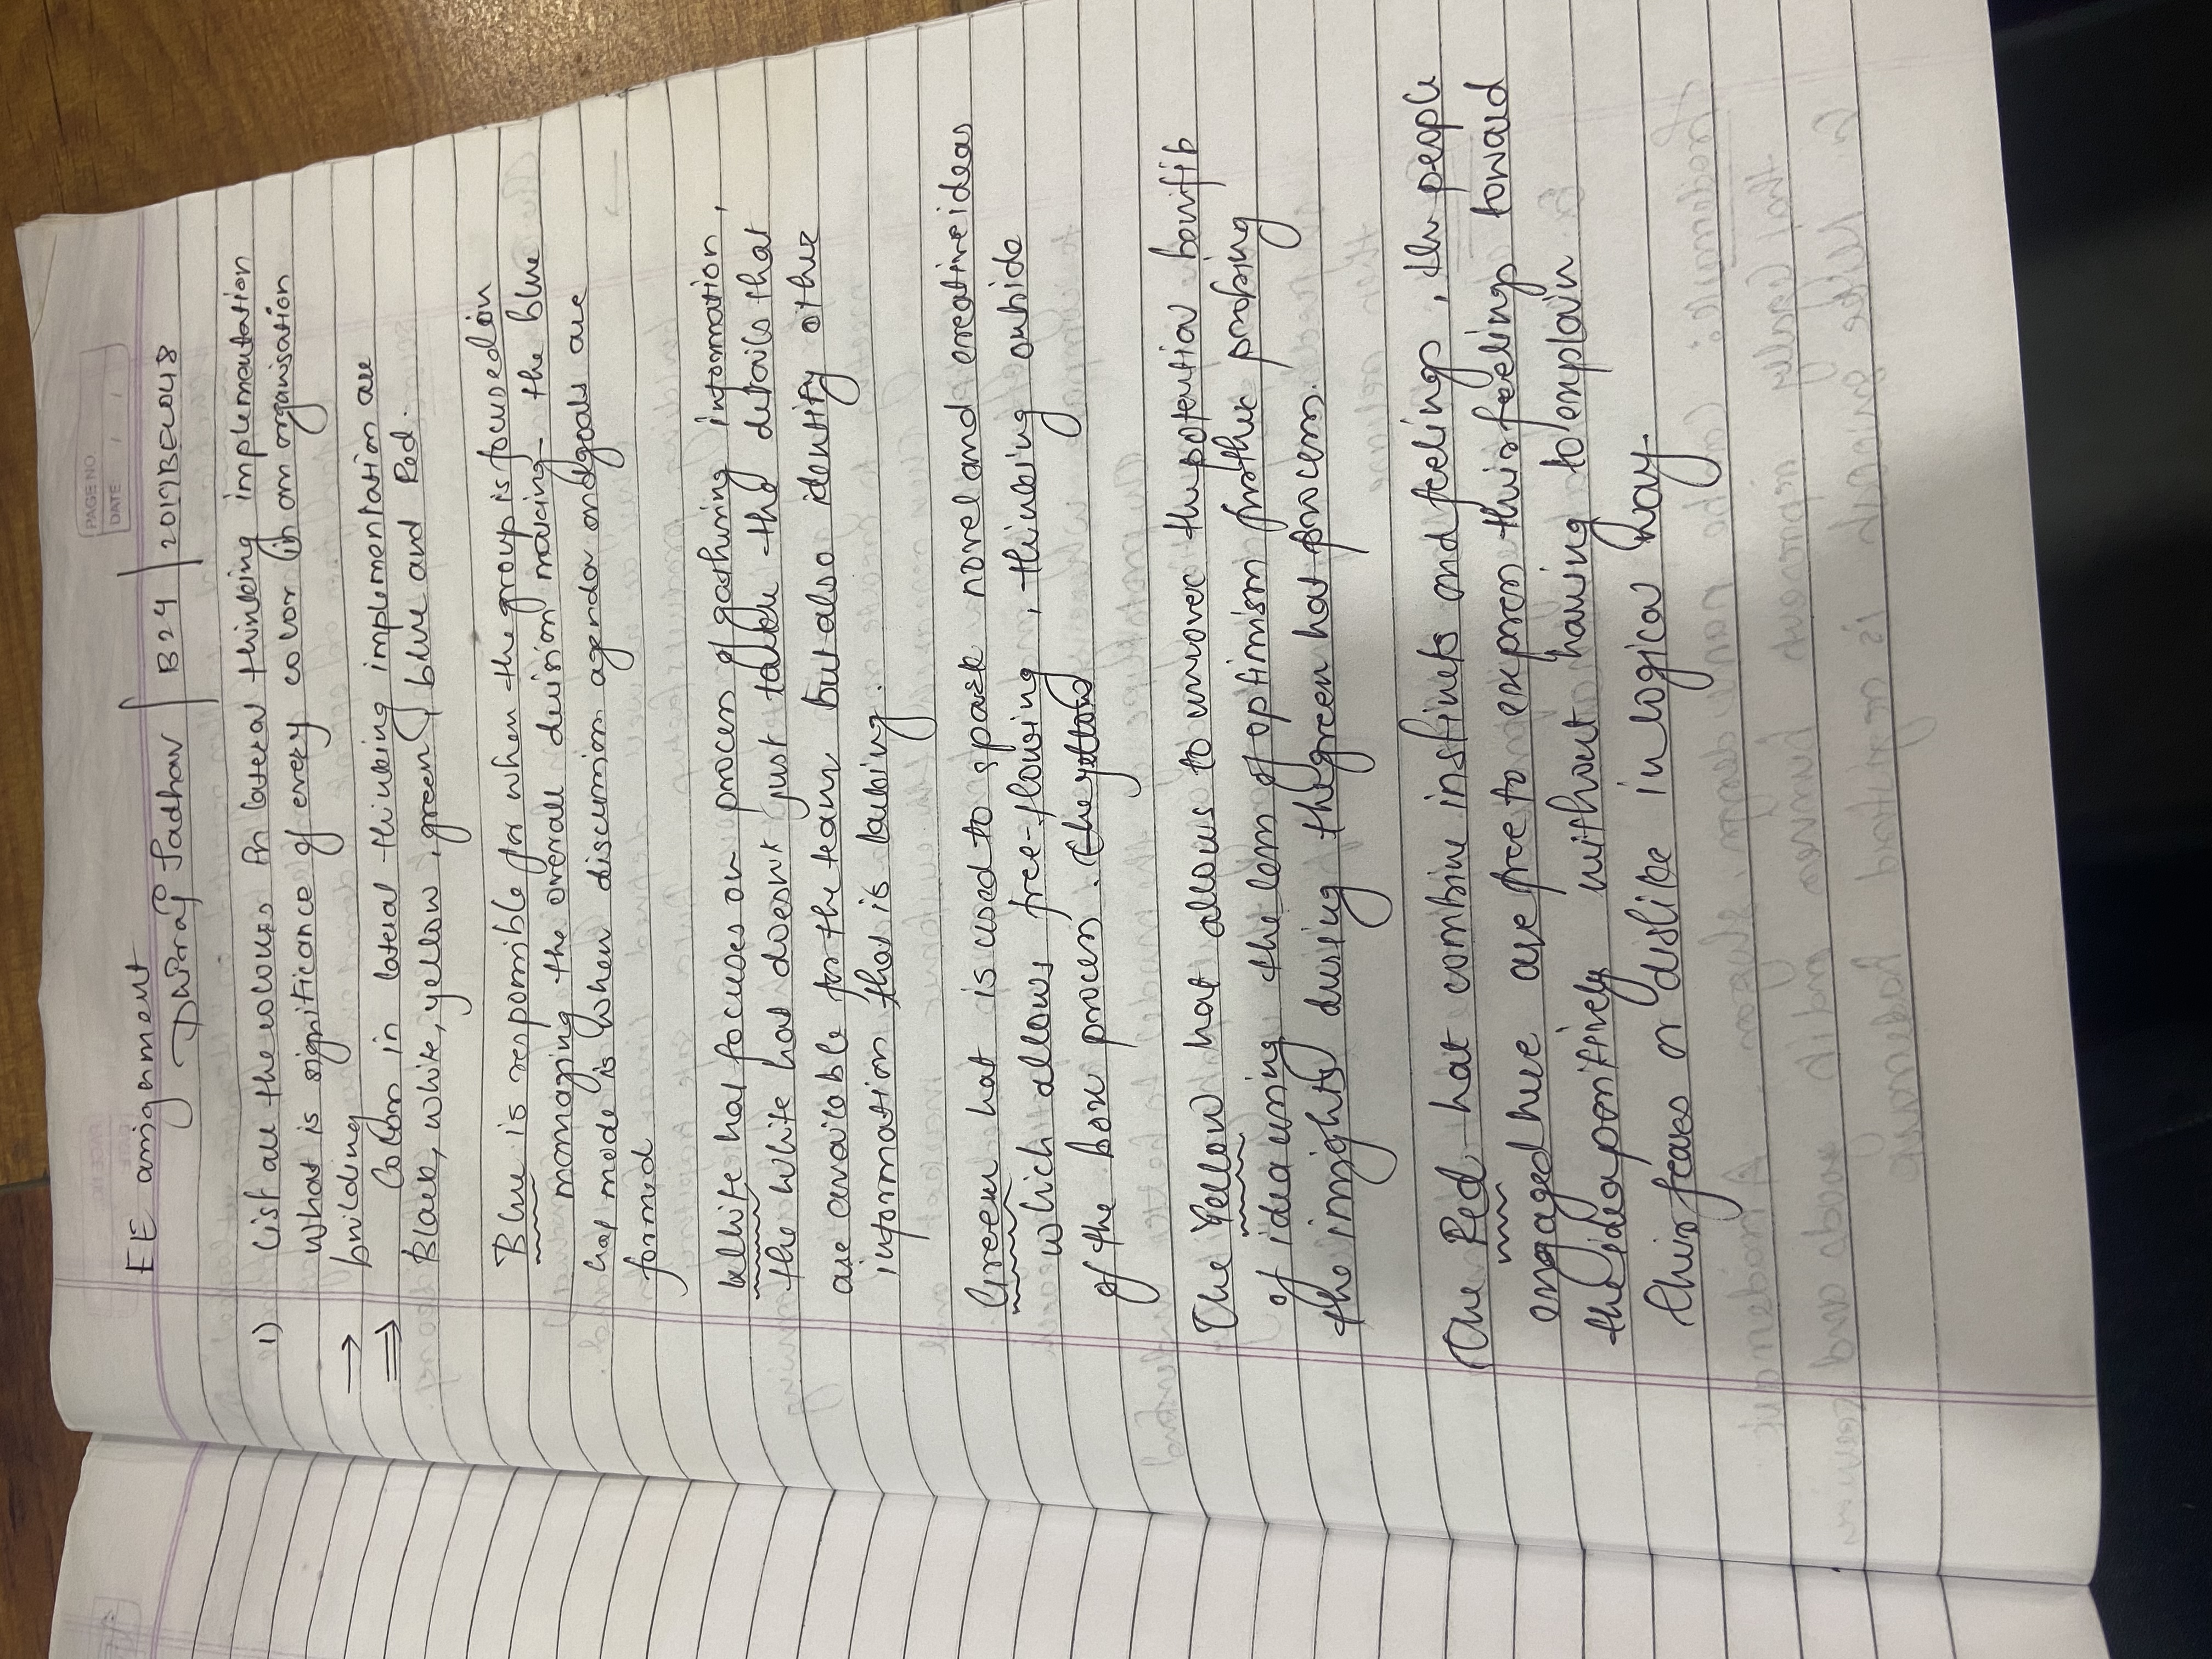 PAGE NO.
DATE: / /
EE assignment
Dhiraj Jadhav | B24 | 2019BEC048
1) List all the colours in lateral thinking implementation
What is significance of every color in an organisation
→ building
⇒ Colors in lateral thinking implementation are
Black, white, yellow, green, blue and Red.
Blue is responsible for when the group is focused on
managing the overall decision making the blue
hat mode is when discussion agenda and goals are
formed
White hat focuses on process of gathering information,
the white hat doesn't just the details that
are available for the team but also identify other
information that is lacking.
Green hat is used to spark novel and creative ideas
which allows free-flowing, thinking outside
of the box process. the yellow
The Yellow hat allows to uncover the potential benifits
of idea using the lens of optimism further probing
the insights during the green hat process.
The Red hat combine instincts and feelings, the people
engaged here are free to express their feelings toward
the idea positively without having to explain
their fears or dislike in logical way.